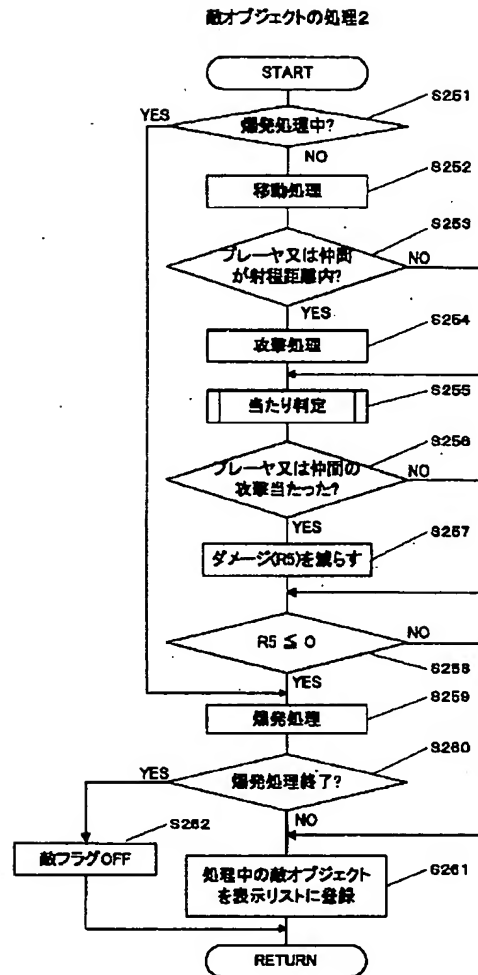 敵オブジェクトの処理2
START
S251
YES
爆発処理中?
NO
S252
移動処理
S253
プレーヤ又は仲間
が射程距離内?
NO
YES
S254
攻撃処理
S255
当たり判定
S256
プレーヤ又は仲間の
攻撃当たった?
NO
YES
S257
ダメージ(R5)を減らす
R5 ≦ 0
NO
S258
YES
S259
爆発処理
S260
YES
爆発処理終了?
S262
NO
敵フラグOFF
処理中の敵オブジェクト
を表示リストに登録
S261
RETURN